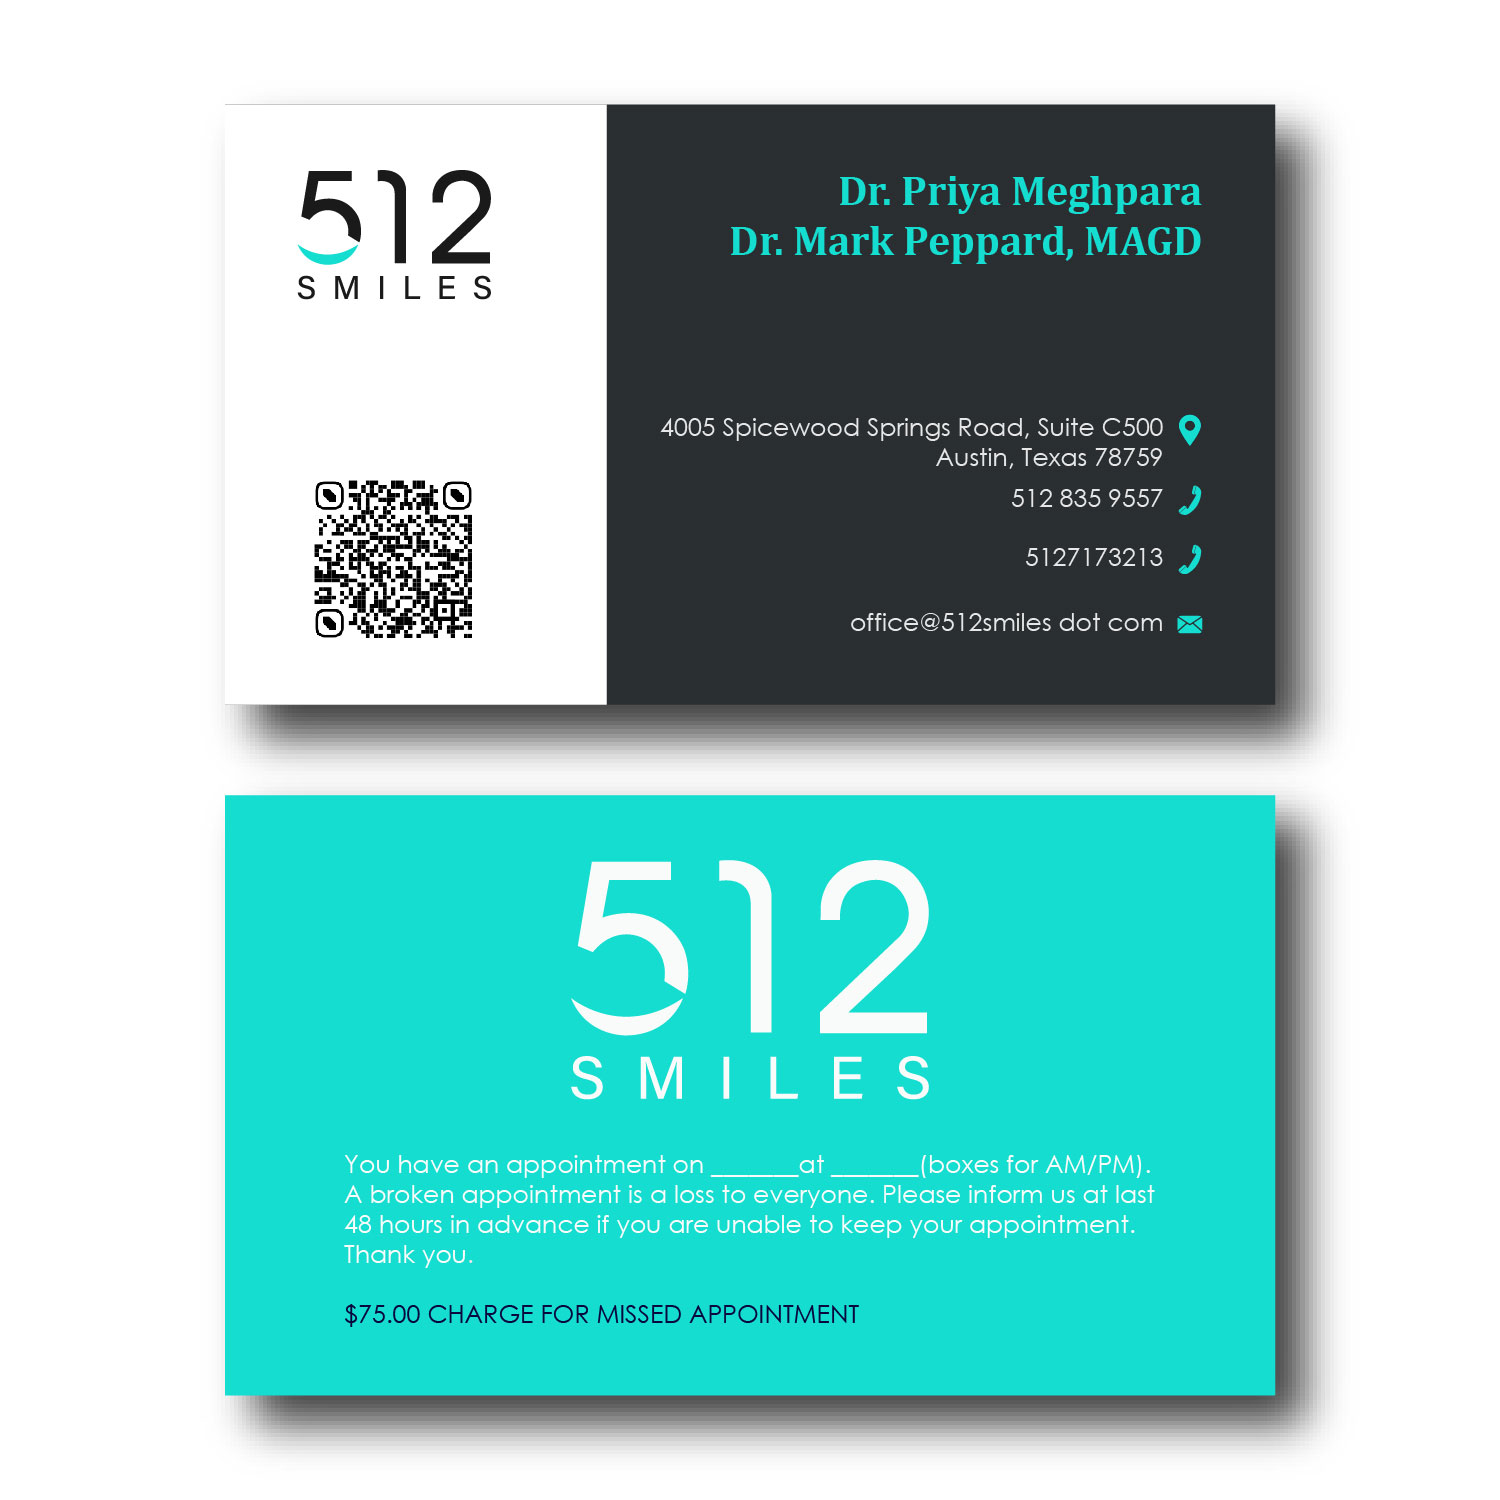 512
SMILES
Dr. Priya Meghpara
Dr. Mark Peppard, MAGD
4005 Spicewood Springs Road, Suite C500
Austin, Texas 78759
512 835 9557
5127173213
office@512smiles dot com
512
SMILES
You have an appointment on _______at _______(boxes for AM/PM).
A broken appointment is a loss to everyone. Please inform us at last
48 hours in advance if you are unable to keep your appointment.
Thank you.
$75.00 CHARGE FOR MISSED APPOINTMENT